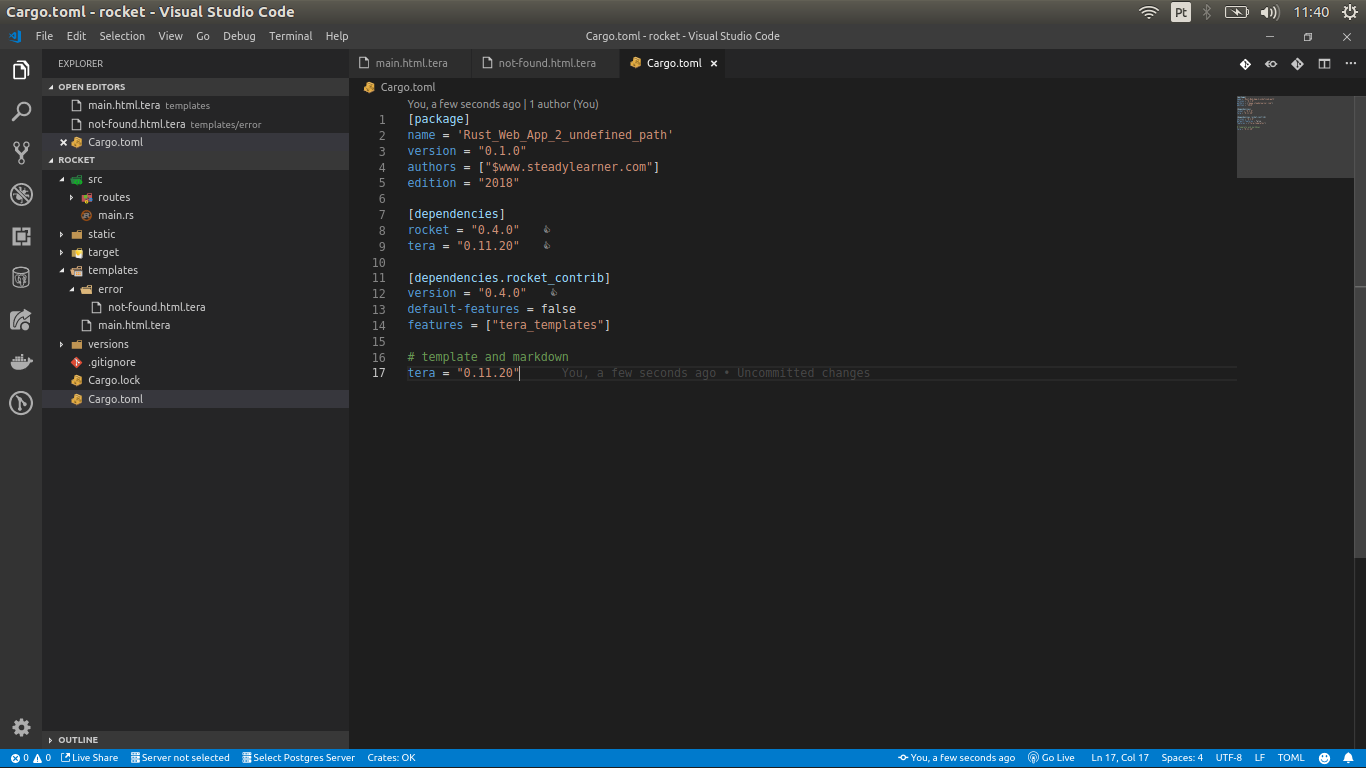 Cargo.toml - rocket - Visual Studio Code
Pt
11:40
File Edit Selection View Go Debug Terminal Help
Cargo.toml - rocket - Visual Studio Code
EXPLORER
OPEN EDITORS
main.html.tera templates
not-found.html.tera templates/error
Cargo.toml
ROCKET
src
routes
main.rs
static
target
templates
error
not-found.html.tera
main.html.tera
versions
.gitignore
Cargo.lock
Cargo.toml
OUTLINE
main.html.tera
not-found.html.tera
Cargo.toml
Cargo.toml
You, a few seconds ago | 1 author (You)
1 [package]
2 name = 'Rust_Web_App_2_undefined_path'
3 version = "0.1.0"
4 authors = ["$www.steadylearner.com"]
5 edition = "2018"
6
7 [dependencies]
8 rocket = "0.4.0"
9 tera = "0.11.20"
10
11 [dependencies.rocket_contrib]
12 version = "0.4.0"
13 default-features = false
14 features = ["tera_templates"]
15
16 # template and markdown
17 tera = "0.11.20" You, a few seconds ago • Uncommitted changes
0 0 Live Share Server not selected Select Postgres Server Crates: OK
You, a few seconds ago Go Live Ln 17, Col 17 Spaces: 4 UTF-8 LF TOML